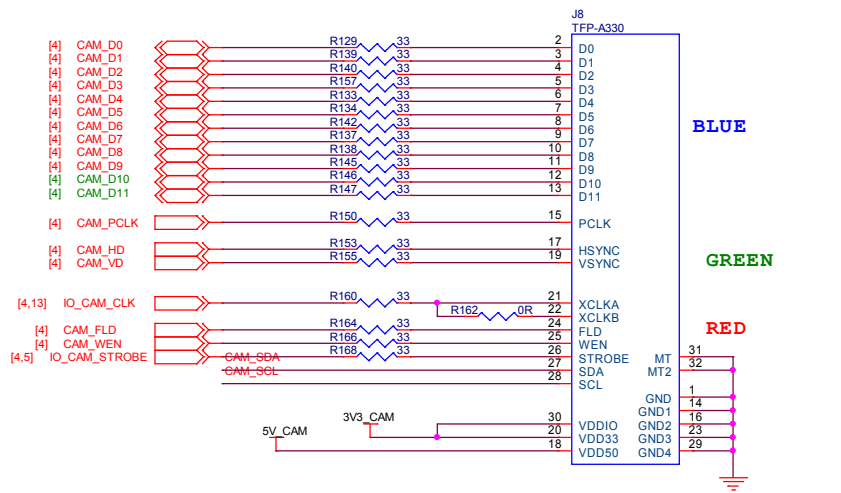 J8
TFP-A330
[4] CAM_D0 R129 33 2 D0
[4] CAM_D1 R139 33 3 D1
[4] CAM_D2 R140 33 4 D2
[4] CAM_D3 R157 33 5 D3
[4] CAM_D4 R133 33 6 D4
[4] CAM_D5 R134 33 7 D5
[4] CAM_D6 R142 33 8 D6
BLUE
[4] CAM_D7 R137 33 9 D7
[4] CAM_D8 R138 33 10 D8
[4] CAM_D9 R145 33 11 D9
[4] CAM_D10 R146 33 12 D10
[4] CAM_D11 R147 33 13 D11
[4] CAM_PCLK R150 33 15 PCLK
[4] CAM_HD R153 33 17 HSYNC
[4] CAM_VD R155 33 19 VSYNC
GREEN
[4,13] IO_CAM_CLK R160 33 21 XCLKA
R162 0R 22 XCLKB
[4] CAM_FLD R164 33 24 FLD
RED
[4] CAM_WEN R166 33 25 WEN
[4,5] IO_CAM_STROBE R168 33 26 STROBE MT 31
CAM_SDA 27 SDA MT2 32
CAM_SCL 28 SCL
GND 1
GND1 14
3V3_CAM 30 VDDIO GND2 16
5V_CAM 20 VDD33 GND3 23
18 VDD50 GND4 29